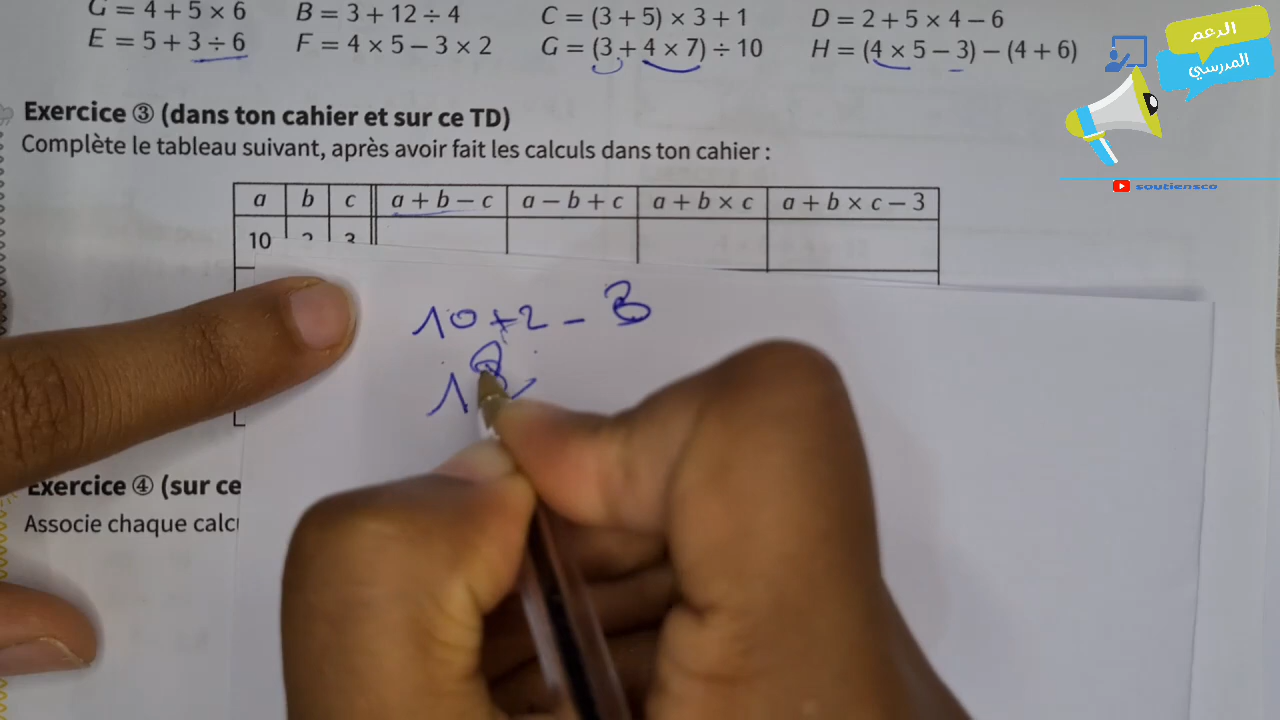 G = 4 + 5 × 6 B = 3 + 12 ÷ 4 C = (3 + 5) × 3 + 1 D = 2 + 5 × 4 − 6
E = 5 + 3 ÷ 6 F = 4 × 5 − 3 × 2 G = (3 + 4 × 7) ÷ 10 H = (4 × 5 − 3) − (4 + 6)
الدعم
المدرسي
soutiensco
Exercice ③ (dans ton cahier et sur ce TD)
Complète le tableau suivant, après avoir fait les calculs dans ton cahier :
a b c a + b − c a − b + c a + b × c a + b × c − 3
10 2 3
10 + 2 − 3
12
Exercice ④ (sur ce
Associe chaque calc